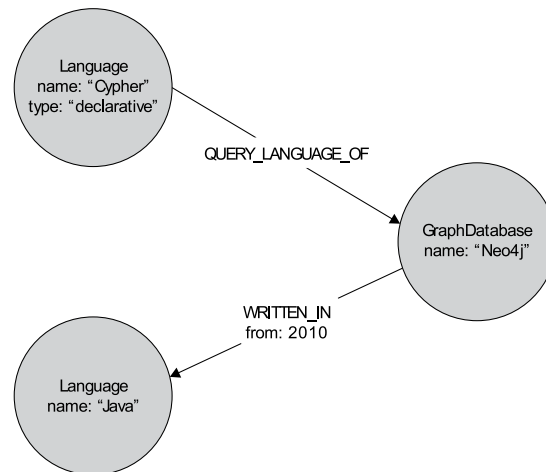 Language
name: “Cypher”
type: “declarative”
QUERY_LANGUAGE_OF
GraphDatabase
name: “Neo4j”
WRITTEN_IN
from: 2010
Language
name: “Java”